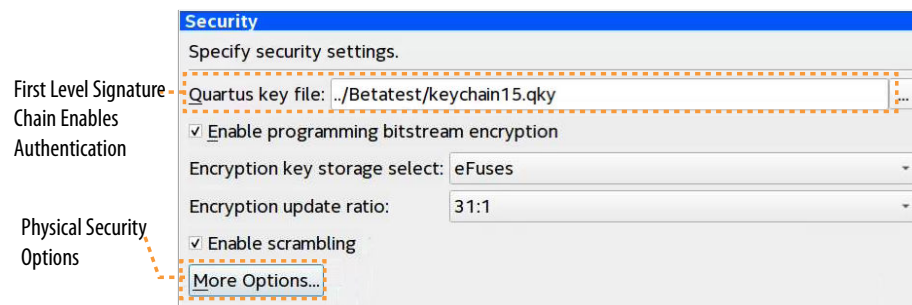 Security
Specify security settings.
First Level Signature
Chain Enables
Authentication
Quartus key file: ../Betatest/keychain15.qky ...
Enable programming bitstream encryption
Encryption key storage select: eFuses
Encryption update ratio: 31:1
Enable scrambling
Physical Security
Options
More Options...